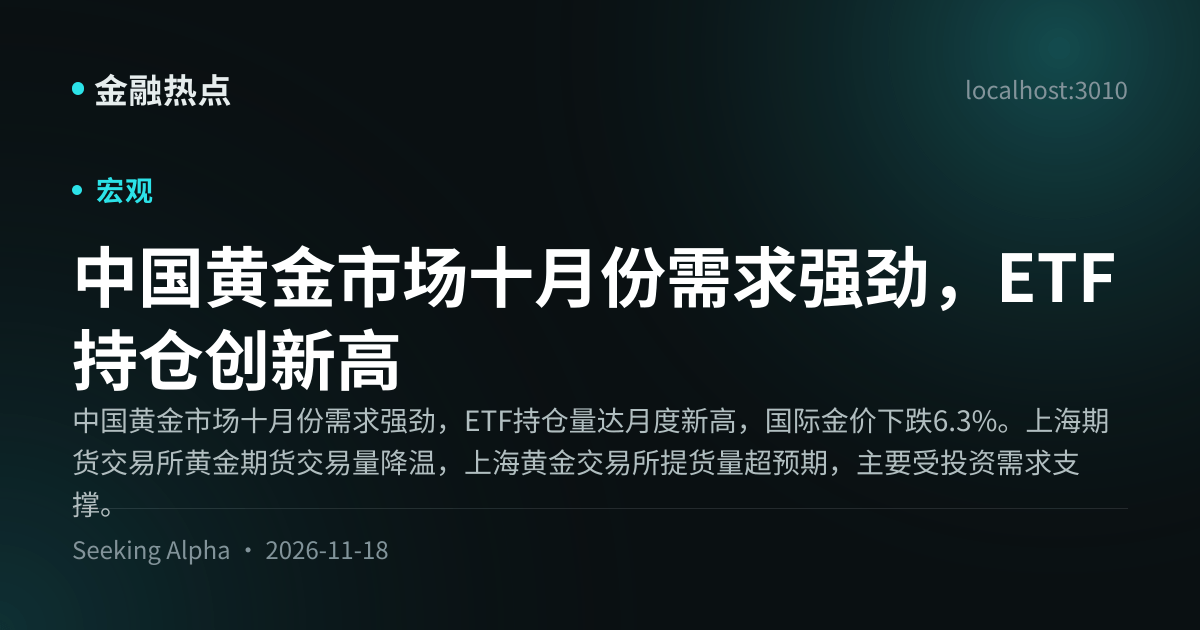 金融热点
localhost:3010
宏观
中国黄金市场十月份需求强劲，ETF
持仓创新高
中国黄金市场十月份需求强劲，ETF持仓量达月度新高，国际金价下跌6.3%。上海期
货交易所黄金期货交易量降温，上海黄金交易所提货量超预期，主要受投资需求支
撑。
Seeking Alpha · 2026-11-18